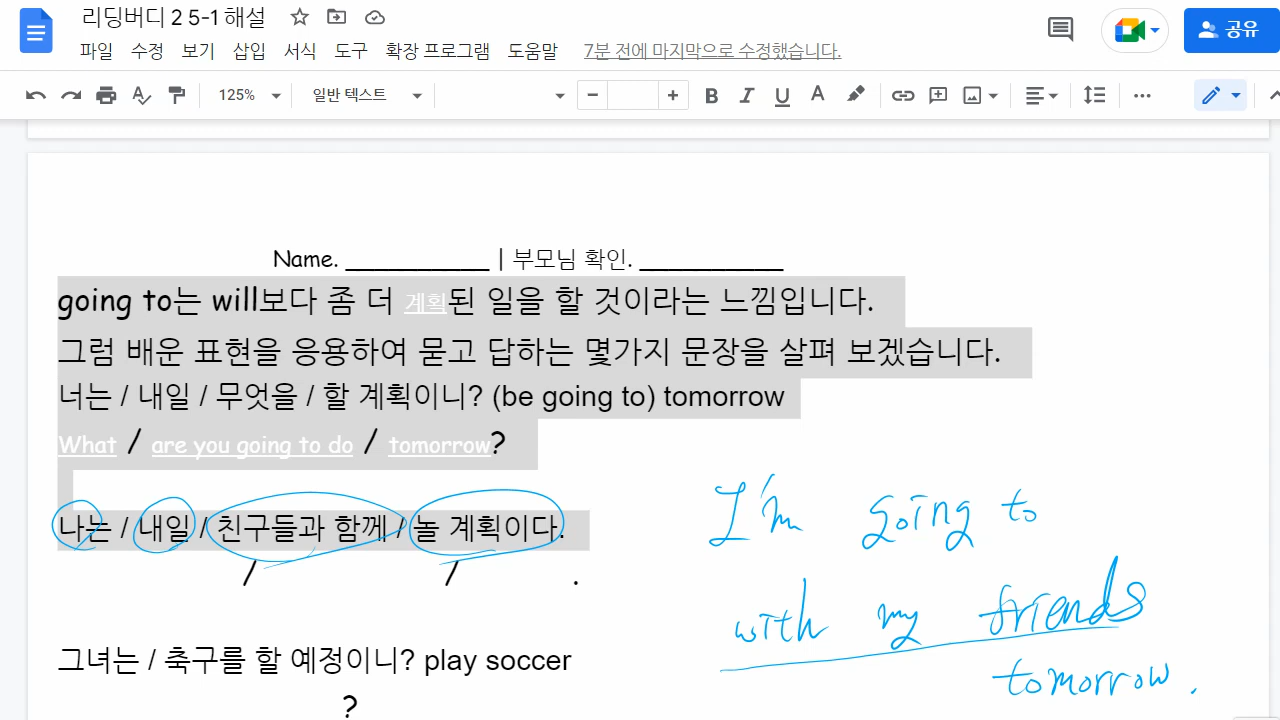 리딩버디 2 5-1 해설
파일 수정 보기 삽입 서식 도구 확장 프로그램 도움말 7분 전에 마지막으로 수정했습니다.
공유
125% 일반 텍스트
Name. ____________ | 부모님 확인. ____________
going to는 will보다 좀 더 계획된 일을 할 것이라는 느낌입니다.
그럼 배운 표현을 응용하여 묻고 답하는 몇가지 문장을 살펴 보겠습니다.
너는 / 내일 / 무엇을 / 할 계획이니? (be going to) tomorrow
What / are you going to do / tomorrow?
나는 / 내일 / 친구들과 함께 / 놀 계획이다.
/ / .
I'm going to
with my friends
tomorrow.
그녀는 / 축구를 할 예정이니? play soccer
?